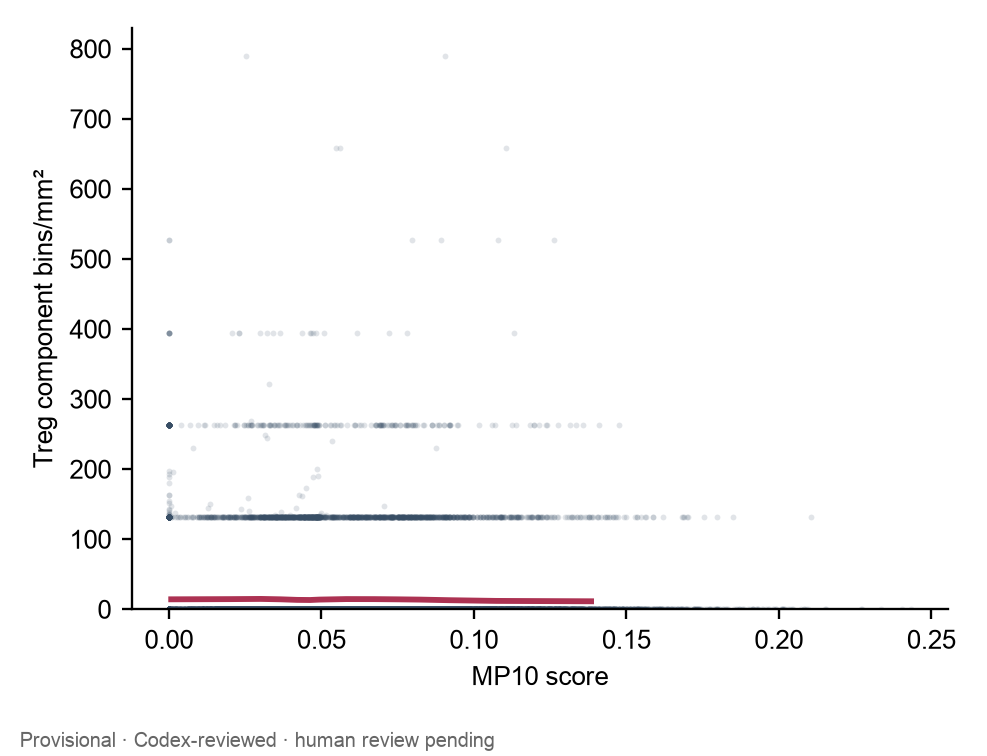 800
700
600
500
400
300
200
100
0
Treg component bins/mm²
0.00 0.05 0.10 0.15 0.20 0.25
MP10 score
Provisional · Codex-reviewed · human review pending